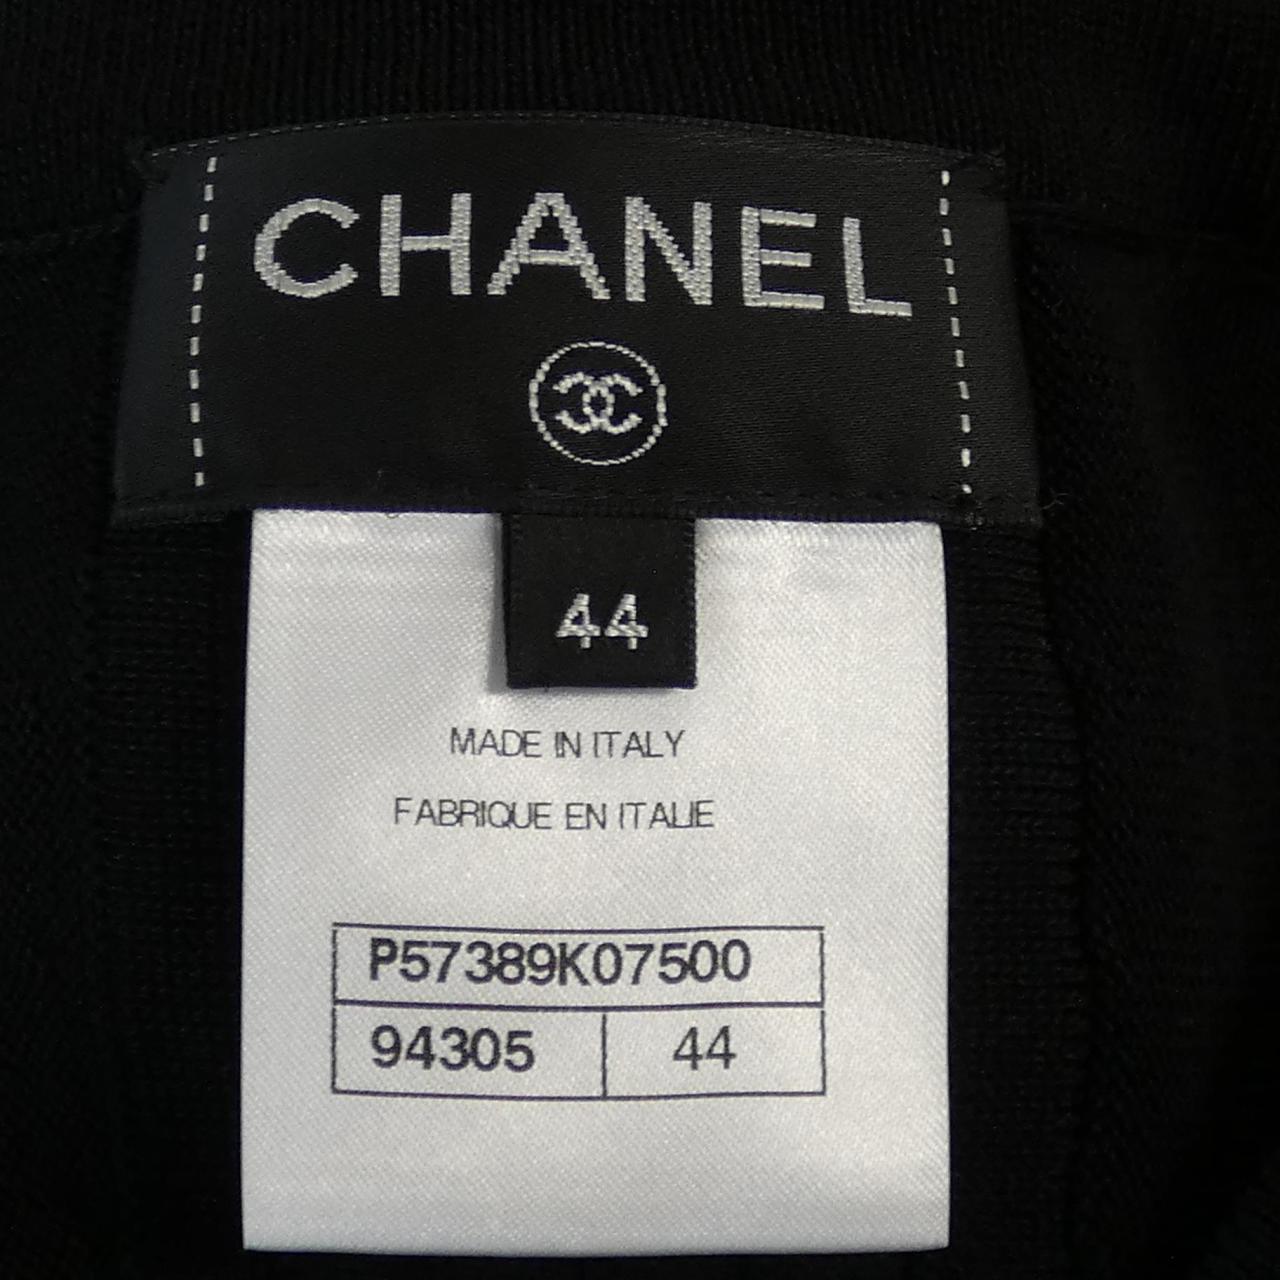 CHANEL
44
MADE IN ITALY
FABRIQUE EN ITALIE
P57389K07500
94305 44